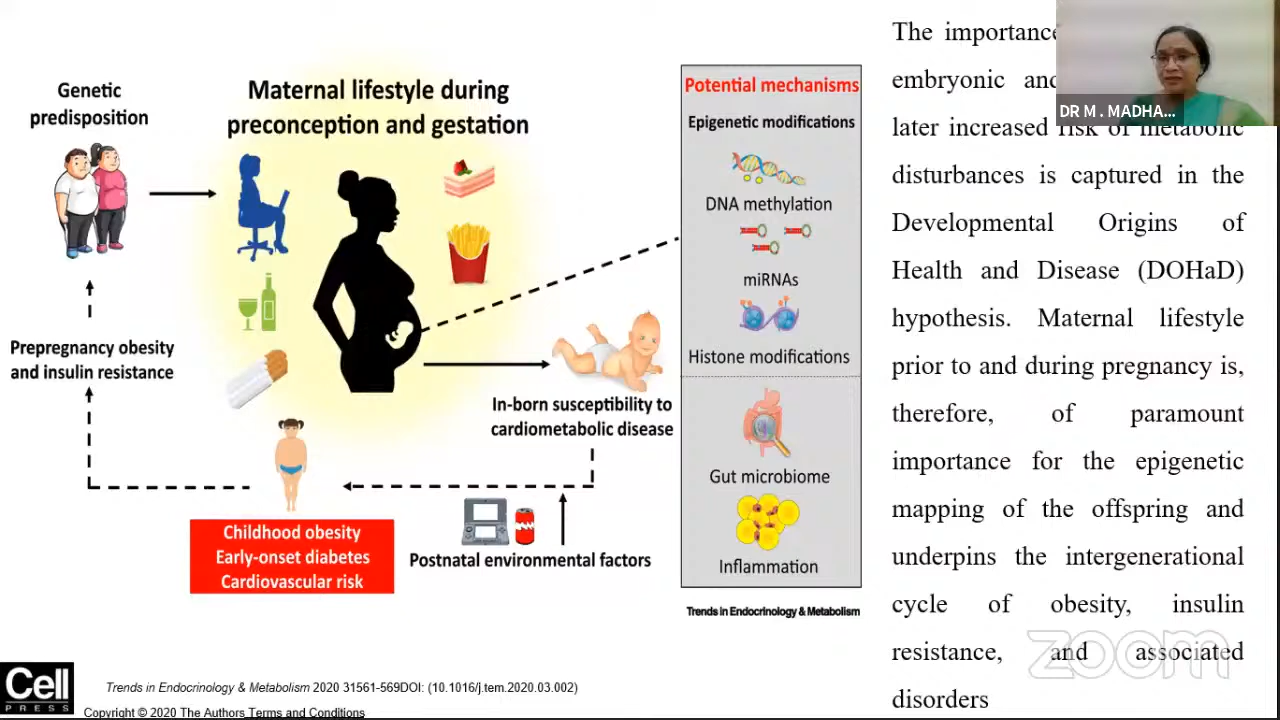 Genetic
predisposition
Maternal lifestyle during
preconception and gestation
Prepregnancy obesity
and insulin resistance
In-born susceptibility to
cardiometabolic disease
Childhood obesity
Early-onset diabetes
Cardiovascular risk
Postnatal environmental factors
Potential mechanisms
Epigenetic modifications
DNA methylation
miRNAs
Histone modifications
Gut microbiome
Inflammation
Trends in Endocrinology & Metabolism
Cell
PRESS
Trends in Endocrinology & Metabolism 2020 31561-569DOI: (10.1016/j.tem.2020.03.002)
Copyright © 2020 The Authors Terms and Conditions
The importance
embryonic and
later increased risk of metabolic
disturbances is captured in the
Developmental Origins of
Health and Disease (DOHaD)
hypothesis. Maternal lifestyle
prior to and during pregnancy is,
therefore, of paramount
importance for the epigenetic
mapping of the offspring and
underpins the intergenerational
cycle of obesity, insulin
resistance, and associated
disorders
DR M . MADHA...
zoom